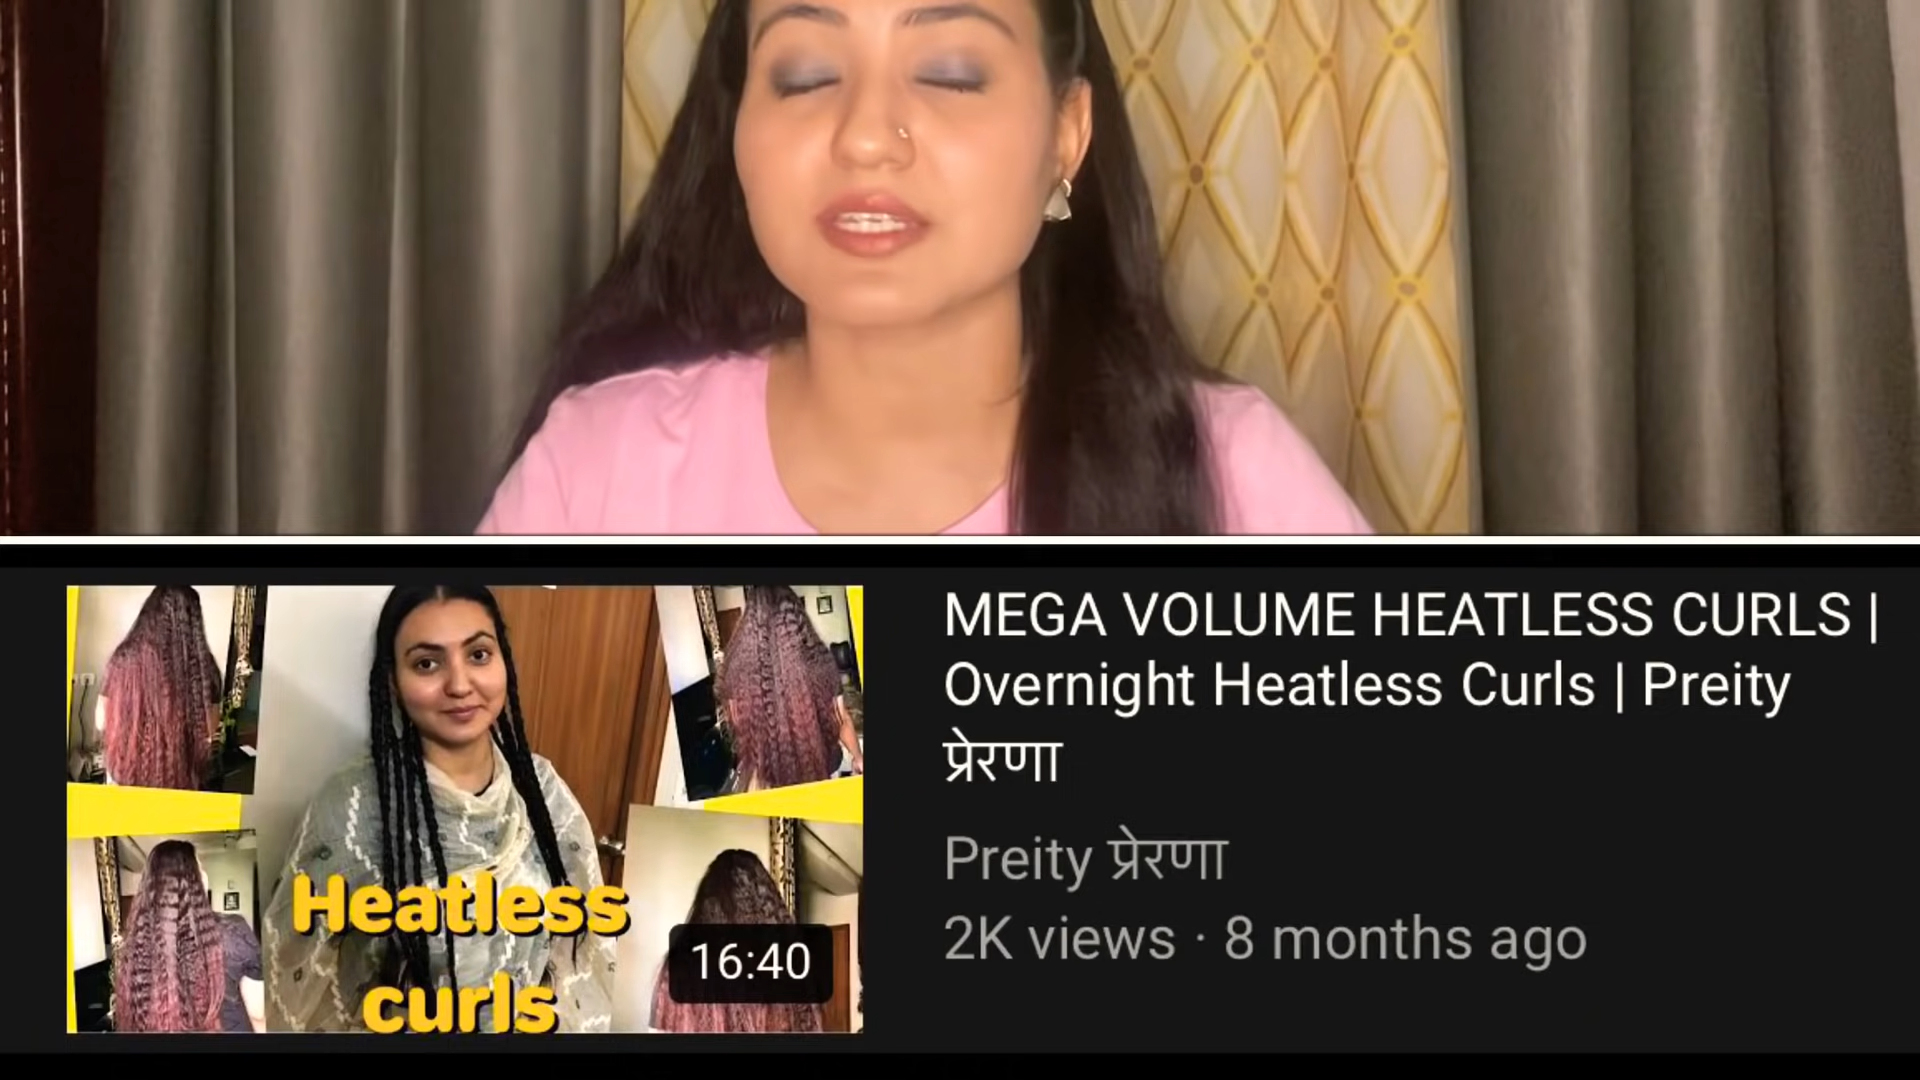 Heatless
curls
16:40
MEGA VOLUME HEATLESS CURLS |
Overnight Heatless Curls | Preity
प्रेरणा
Preity प्रेरणा
2K views · 8 months ago